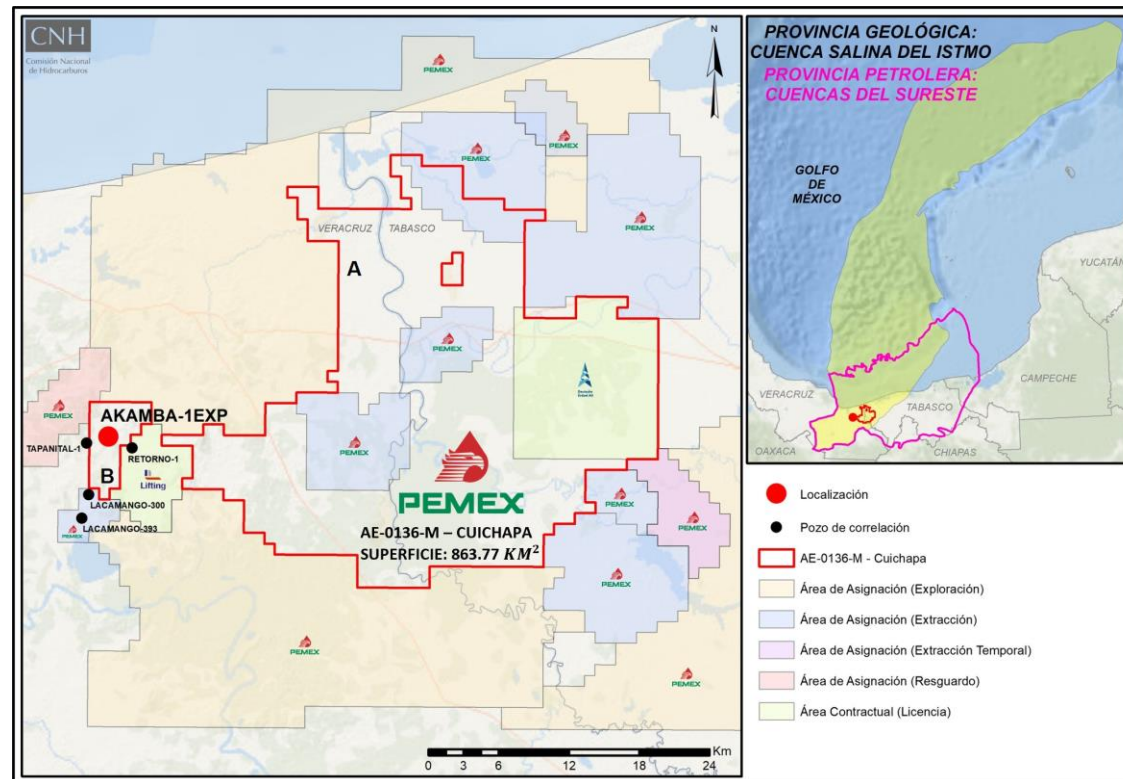 CNH
Comisión Nacional
de Hidrocarburos
PEMEX
N
PEMEX
PEMEX
PEMEX
VERACRUZ
TABASCO
A
PEMEX
PEMEX
AKAMBA-1EXP
TAPANITAL-1
RETORNO-1
B
Lifting
LACAMANGO-300
LACAMANGO-393
PEMEX
PEMEX
PEMEX
AE-0136-M – CUICHAPA
SUPERFICIE: 863.77 KM²
PEMEX
PEMEX
PEMEX
PEMEX
PEMEX
Km
0 3 6 12 18 24
PROVINCIA GEOLÓGICA:
CUENCA SALINA DEL ISTMO
PROVINCIA PETROLERA:
CUENCAS DEL SURESTE
GOLFO
DE
MÉXICO
YUCATÁN
CAMPECHE
VERACRUZ
TABASCO
OAXACA
CHIAPAS
Localización
Pozo de correlación
AE-0136-M - Cuichapa
Área de Asignación (Exploración)
Área de Asignación (Extracción)
Área de Asignación (Extracción Temporal)
Área de Asignación (Resguardo)
Área Contractual (Licencia)